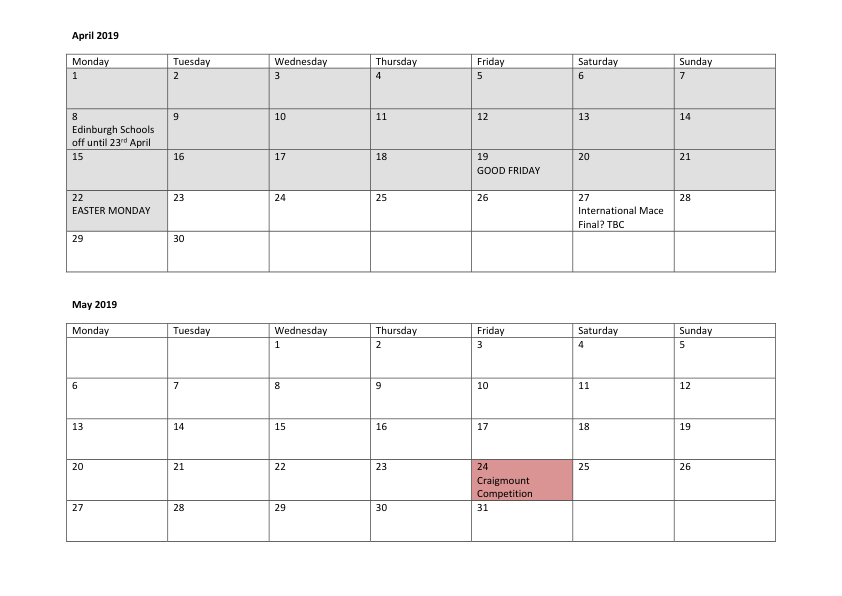 April 2019
Monday Tuesday Wednesday Thursday Friday Saturday Sunday
1 2 3 4 5 6 7
8 9 10 11 12 13 14
Edinburgh Schools
off until 23rd April
15 16 17 18 19 20 21
GOOD FRIDAY
22 23 24 25 26 27 28
EASTER MONDAY International Mace
Final? TBC
29 30
May 2019
Monday Tuesday Wednesday Thursday Friday Saturday Sunday
1 2 3 4 5
6 7 8 9 10 11 12
13 14 15 16 17 18 19
20 21 22 23 24 25 26
Craigmount
Competition
27 28 29 30 31